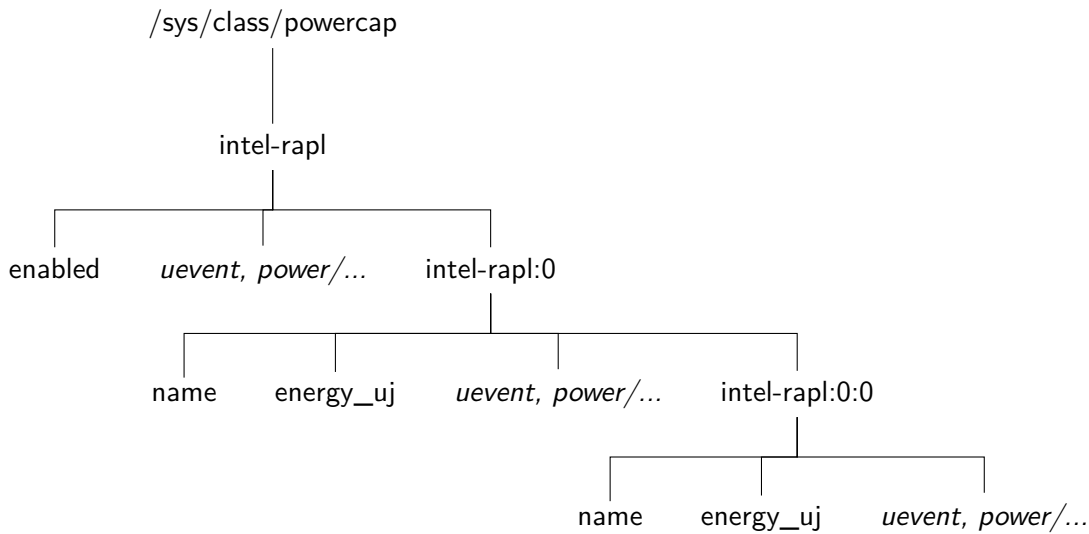 /sys/class/powercap
intel-rapl
enabled uevent, power/... intel-rapl:0
name energy_uj uevent, power/... intel-rapl:0:0
name energy_uj uevent, power/...